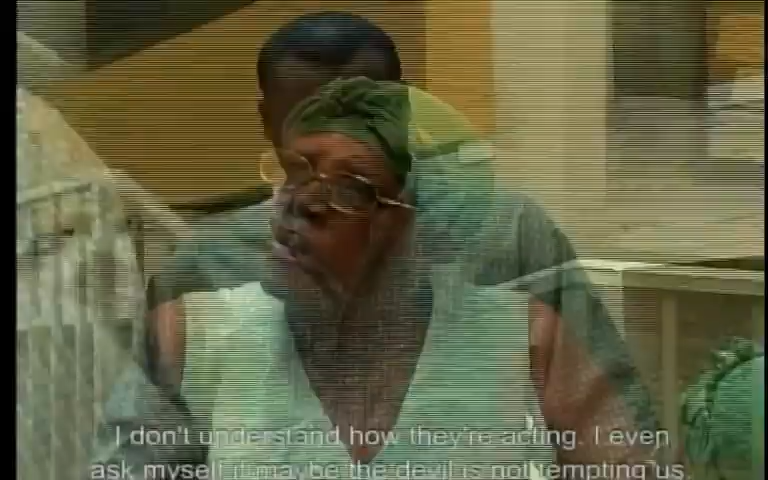 I don't understand how they're acting. I even
ask myself if maybe the devil is not tempting us